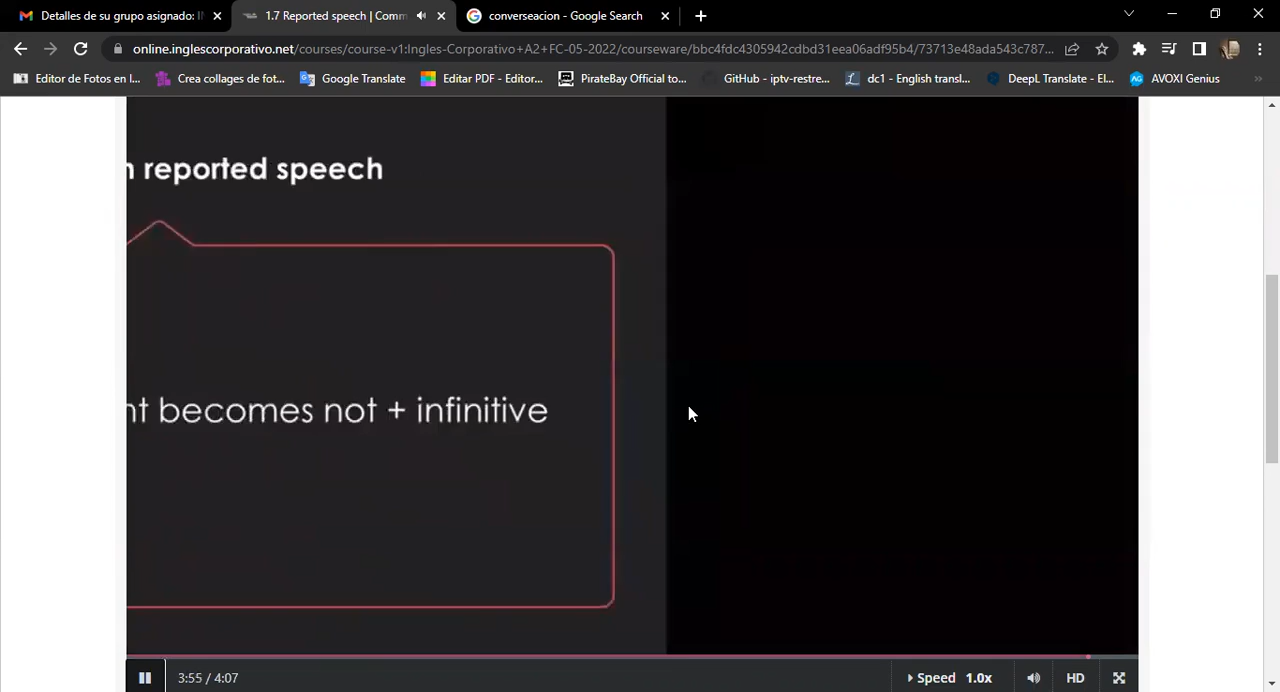 Detalles de su grupo asignado: I
1.7 Reported speech | Comm
converseacion - Google Search
online.inglescorporativo.net/courses/course-v1:Ingles-Corporativo+A2+FC-05-2022/courseware/bbc4fdc4305942cdbd31eea06adf95b4/73713e48ada543c787...
Editor de Fotos en l... Crea collages de fot... Google Translate Editar PDF - Editor... PirateBay Official to... GitHub - iptv-restre... dc1 - English transl... DeepL Translate - El... AVOXI Genius »
n reported speech
nt becomes not + infinitive
3:55 / 4:07 Speed 1.0x HD